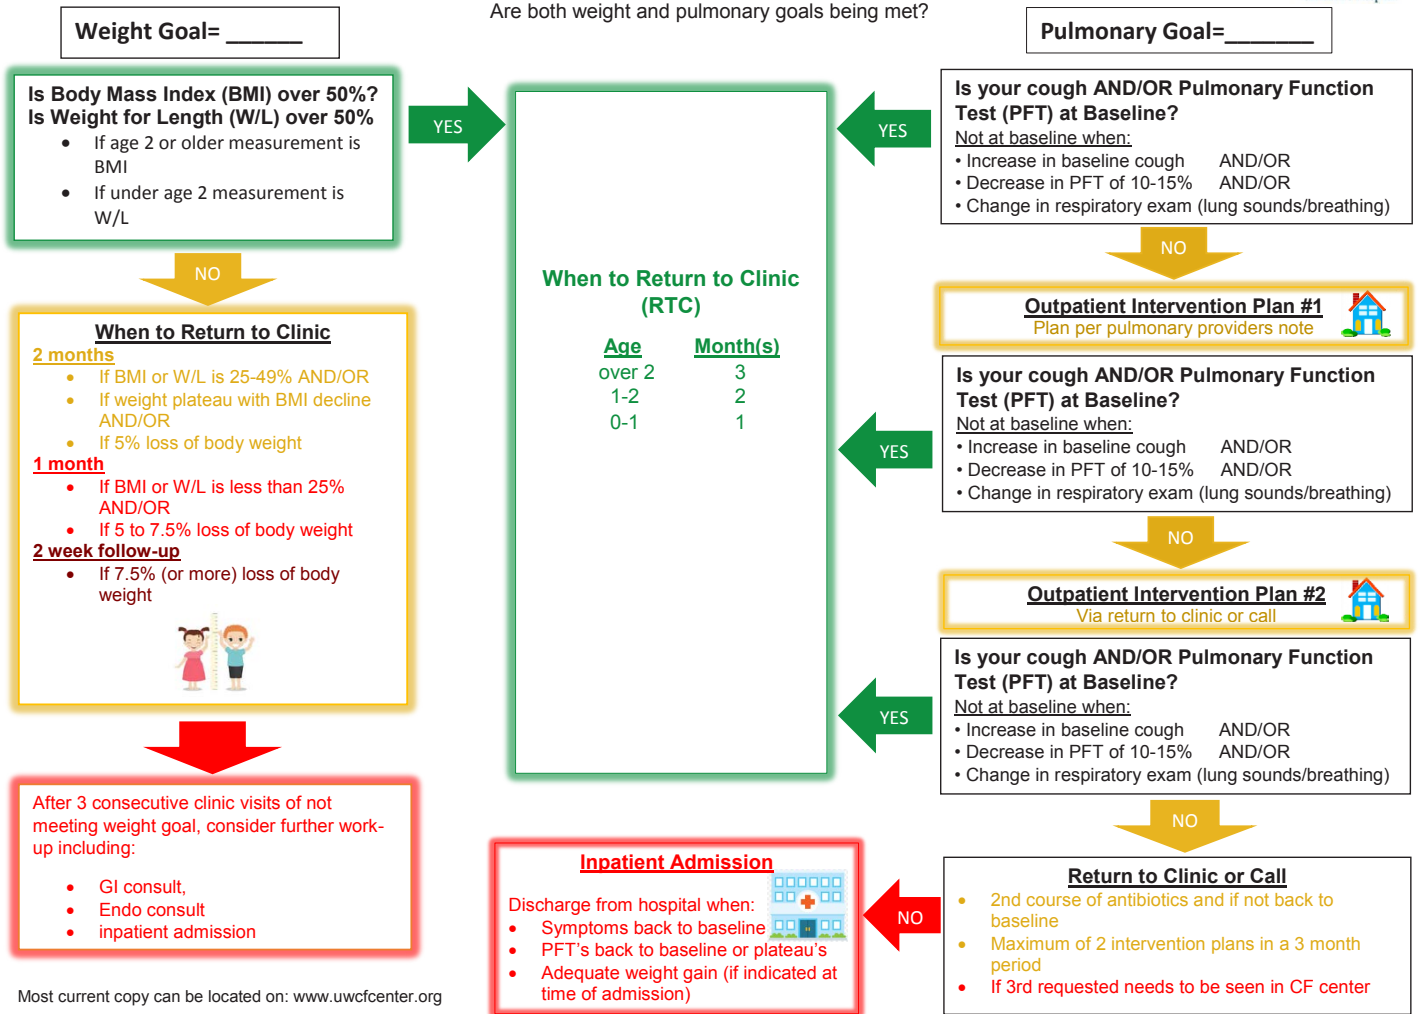 Are both weight and pulmonary goals being met?
Weight Goal= ______
Pulmonary Goal=_______
Is Body Mass Index (BMI) over 50%?
Is Weight for Length (W/L) over 50%
• If age 2 or older measurement is
BMI
• If under age 2 measurement is
W/L
YES
NO
When to Return to Clinic
2 months
• If BMI or W/L is 25-49% AND/OR
• If weight plateau with BMI decline
AND/OR
• If 5% loss of body weight
1 month
• If BMI or W/L is less than 25%
AND/OR
• If 5 to 7.5% loss of body weight
2 week follow-up
• If 7.5% (or more) loss of body
weight
After 3 consecutive clinic visits of not
meeting weight goal, consider further work-
up including:
• GI consult,
• Endo consult
• inpatient admission
Most current copy can be located on: www.uwcfcenter.org
When to Return to Clinic
(RTC)
Age Month(s)
over 2 3
1-2 2
0-1 1
Is your cough AND/OR Pulmonary Function
Test (PFT) at Baseline?
Not at baseline when:
• Increase in baseline cough AND/OR
• Decrease in PFT of 10-15% AND/OR
• Change in respiratory exam (lung sounds/breathing)
YES
NO
Outpatient Intervention Plan #1
Plan per pulmonary providers note
Is your cough AND/OR Pulmonary Function
Test (PFT) at Baseline?
Not at baseline when:
• Increase in baseline cough AND/OR
• Decrease in PFT of 10-15% AND/OR
• Change in respiratory exam (lung sounds/breathing)
YES
NO
Outpatient Intervention Plan #2
Via return to clinic or call
Is your cough AND/OR Pulmonary Function
Test (PFT) at Baseline?
Not at baseline when:
• Increase in baseline cough AND/OR
• Decrease in PFT of 10-15% AND/OR
• Change in respiratory exam (lung sounds/breathing)
YES
NO
Return to Clinic or Call
• 2nd course of antibiotics and if not back to
baseline
• Maximum of 2 intervention plans in a 3 month
period
• If 3rd requested needs to be seen in CF center
NO
Inpatient Admission
Discharge from hospital when:
• Symptoms back to baseline
• PFT's back to baseline or plateau's
• Adequate weight gain (if indicated at
time of admission)